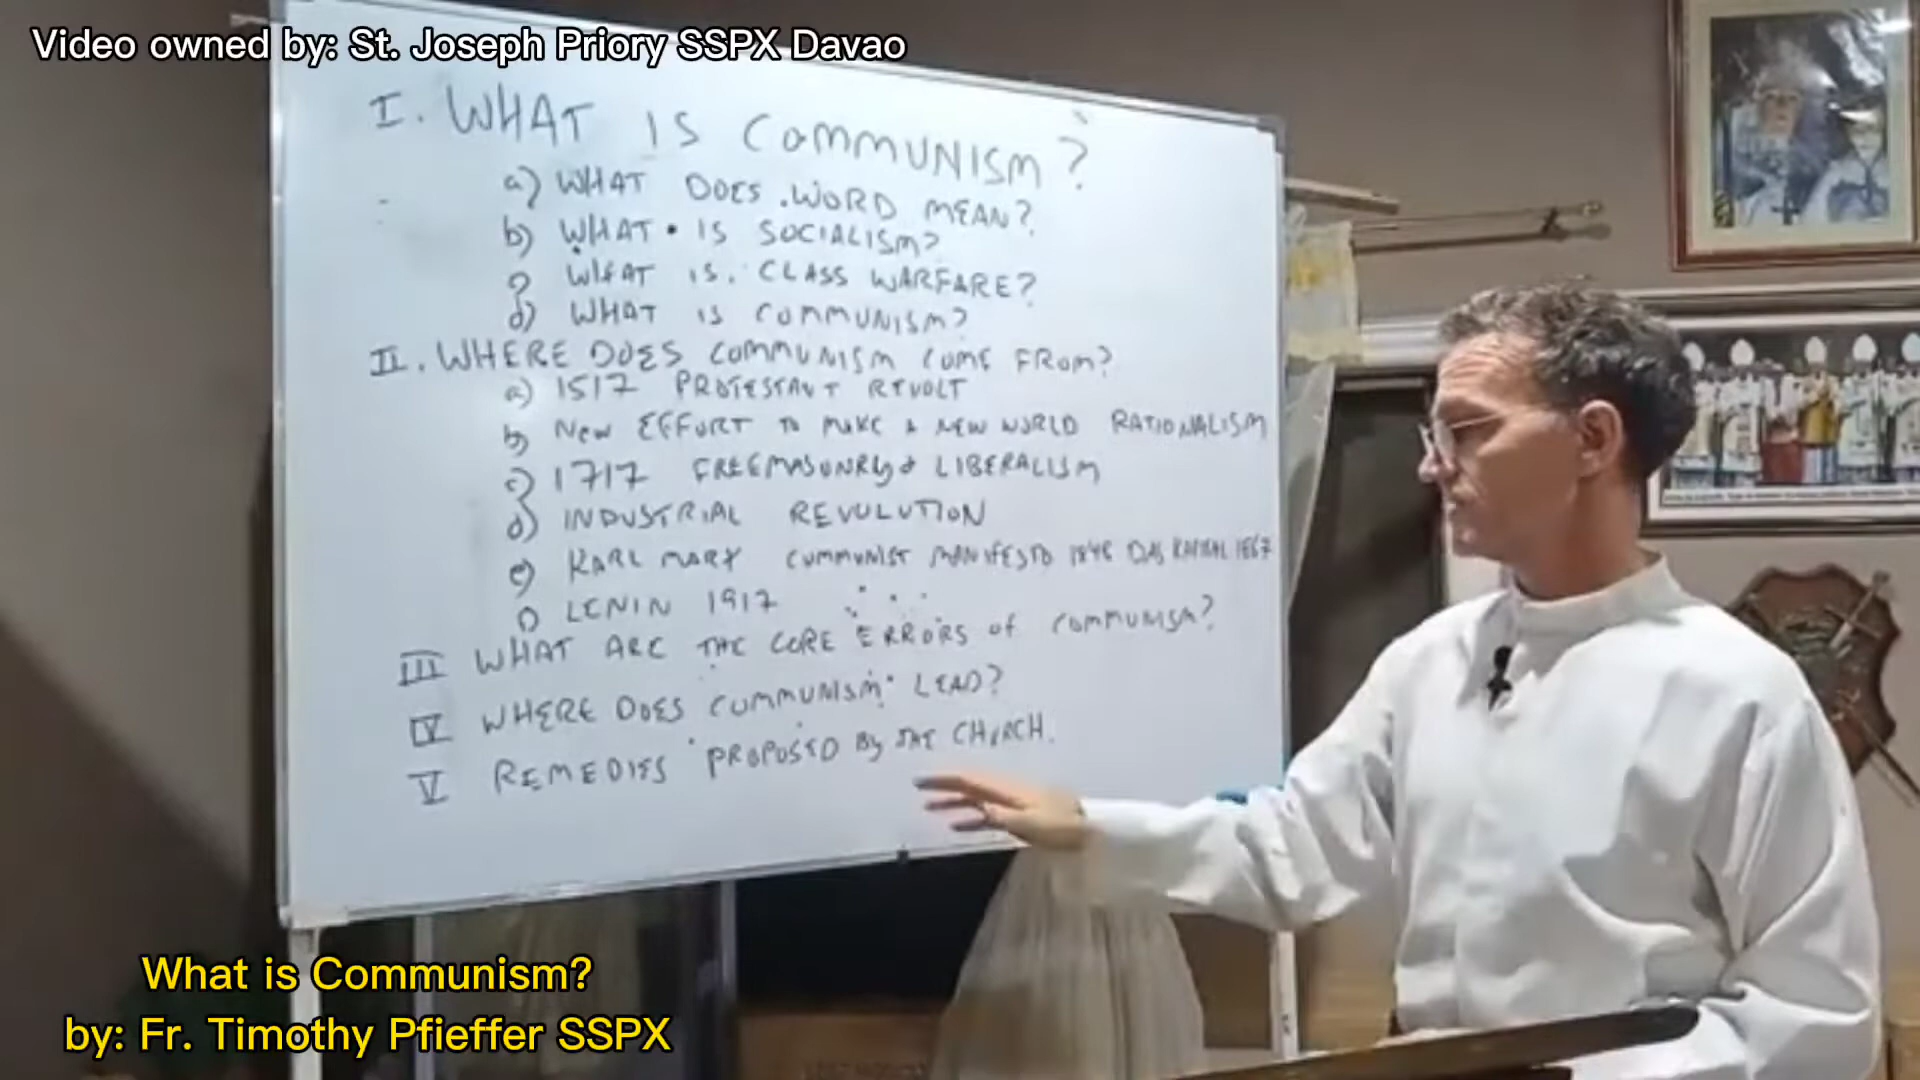 Video owned by: St. Joseph Priory SSPX Davao
I. WHAT IS COMMUNISM?
a) WHAT DOES WORD MEAN?
b) WHAT IS SOCIALISM?
c) WHAT IS CLASS WARFARE?
d) WHAT IS COMMUNISM?
II. WHERE DOES COMMUNISM COME FROM?
a) 1517 PROTESTANT REVOLT
b) NEW EFFORT TO MAKE A NEW WORLD RATIONALISM
c) 1717 FREEMASONRY & LIBERALISM
d) INDUSTRIAL REVOLUTION
e) KARL MARX COMMUNIST MANIFESTO 1848 DAS KAPITAL 1867
f) LENIN 1917
III WHAT ARE THE CORE ERRORS of COMMUNISM?
IV WHERE DOES COMMUNISM LEAD?
V REMEDIES PROPOSED By THE CHURCH.
What is Communism?
by: Fr. Timothy Pfieffer SSPX